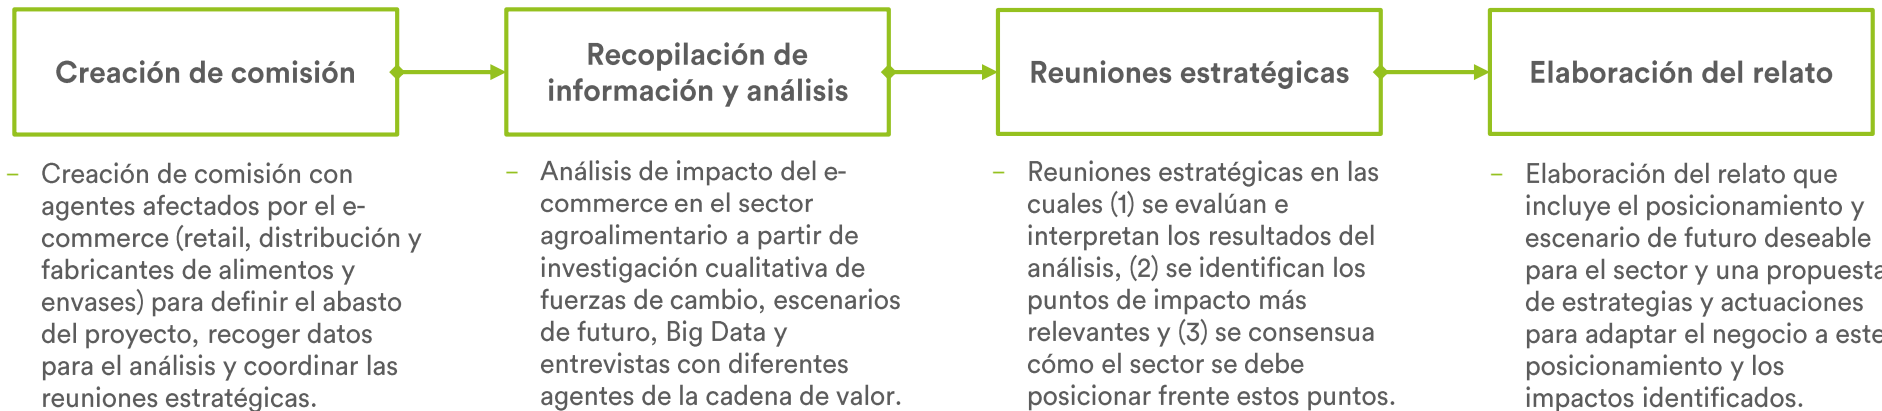 Creación de comisión
Recopilación de
información y análisis
Reuniones estratégicas
Elaboración del relato
– Creación de comisión con
agentes afectados por el e-
commerce (retail, distribución y
fabricantes de alimentos y
envases) para definir el abasto
del proyecto, recoger datos
para el análisis y coordinar las
reuniones estratégicas.
– Análisis de impacto del e-
commerce en el sector
agroalimentario a partir de
investigación cualitativa de
fuerzas de cambio, escenarios
de futuro, Big Data y
entrevistas con diferentes
agentes de la cadena de valor.
– Reuniones estratégicas en las
cuales (1) se evalúan e
interpretan los resultados del
análisis, (2) se identifican los
puntos de impacto más
relevantes y (3) se consensua
cómo el sector se debe
posicionar frente estos puntos.
– Elaboración del relato que
incluye el posicionamiento y
escenario de futuro deseable
para el sector y una propuesta
de estrategias y actuaciones
para adaptar el negocio a este
posicionamiento y los
impactos identificados.